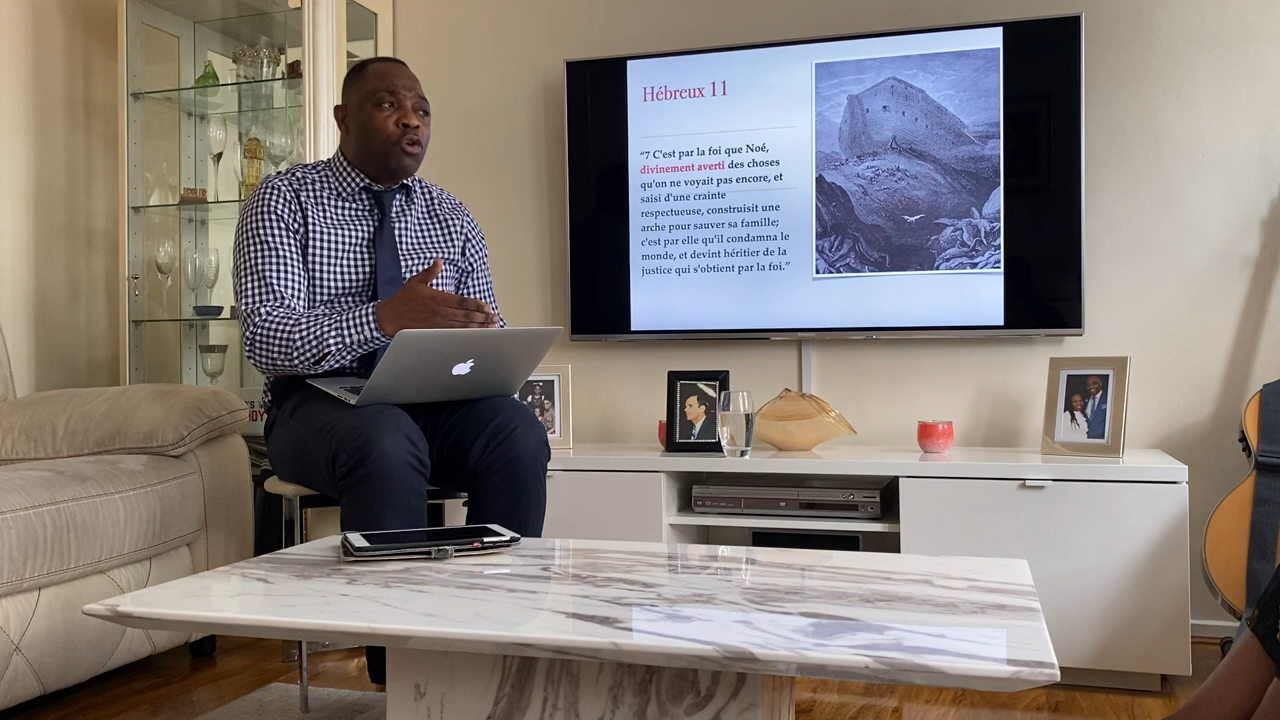 Hébreux 11
“7 C'est par la foi que Noé,
divinement averti des choses
qu'on ne voyait pas encore, et
saisi d'une crainte
respectueuse, construisit une
arche pour sauver sa famille;
c'est par elle qu'il condamna le
monde, et devint héritier de la
justice qui s'obtient par la foi.”